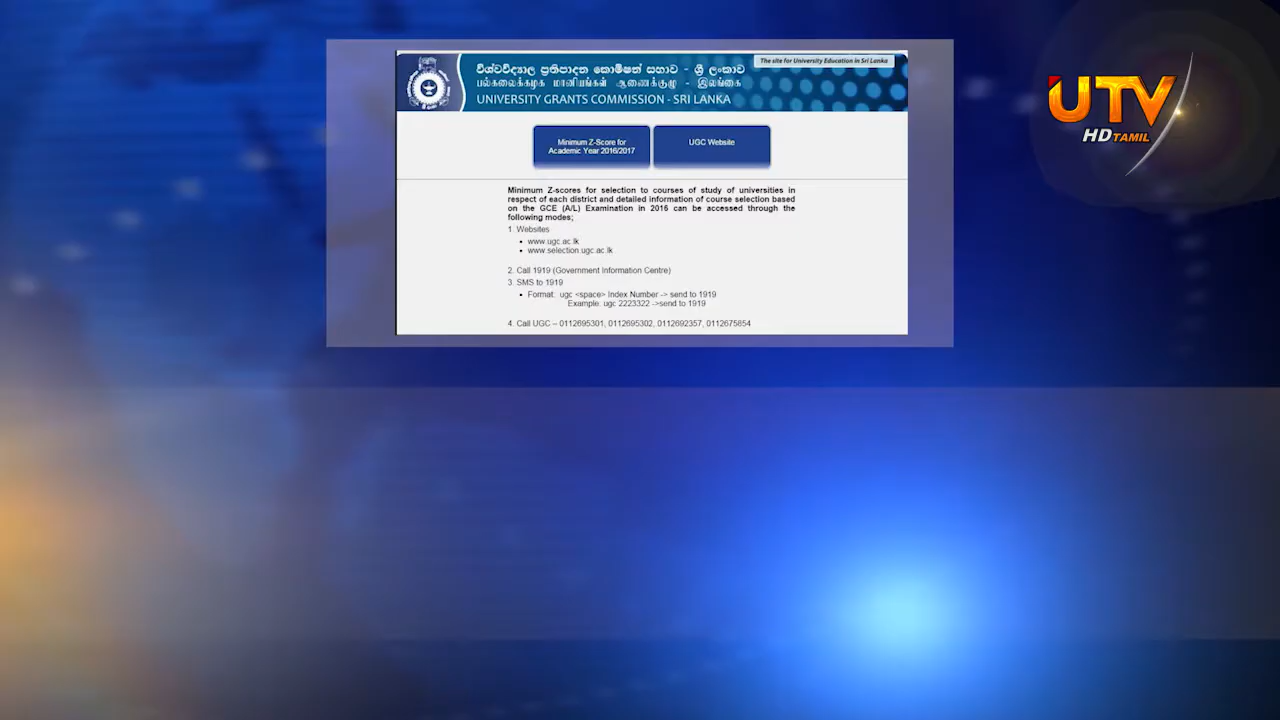 The site for University Education in Sri Lanka
විශ්වවිද්‍යාල ප්‍රතිපාදන කොමිෂන් සභාව - ශ්‍රී ලංකාව
பல்கலைக்கழக மானியங்கள் ஆணைக்குழு - இலங்கை
UNIVERSITY GRANTS COMMISSION - SRI LANKA
UTV
HD TAMIL
Minimum Z-Score for
Academic Year 2016/2017
UGC Website
Minimum Z-scores for selection to courses of study of universities in
respect of each district and detailed information of course selection based
on the GCE (A/L) Examination in 2016 can be accessed through the
following modes;
1. Websites
• www.ugc.ac.lk
• www.selection.ugc.ac.lk
2. Call 1919 (Government Information Centre)
3. SMS to 1919
• Format: ugc <space> Index Number -> send to 1919
Example: ugc 2223322 ->send to 1919
4. Call UGC – 0112695301, 0112695302, 0112692357, 0112675854